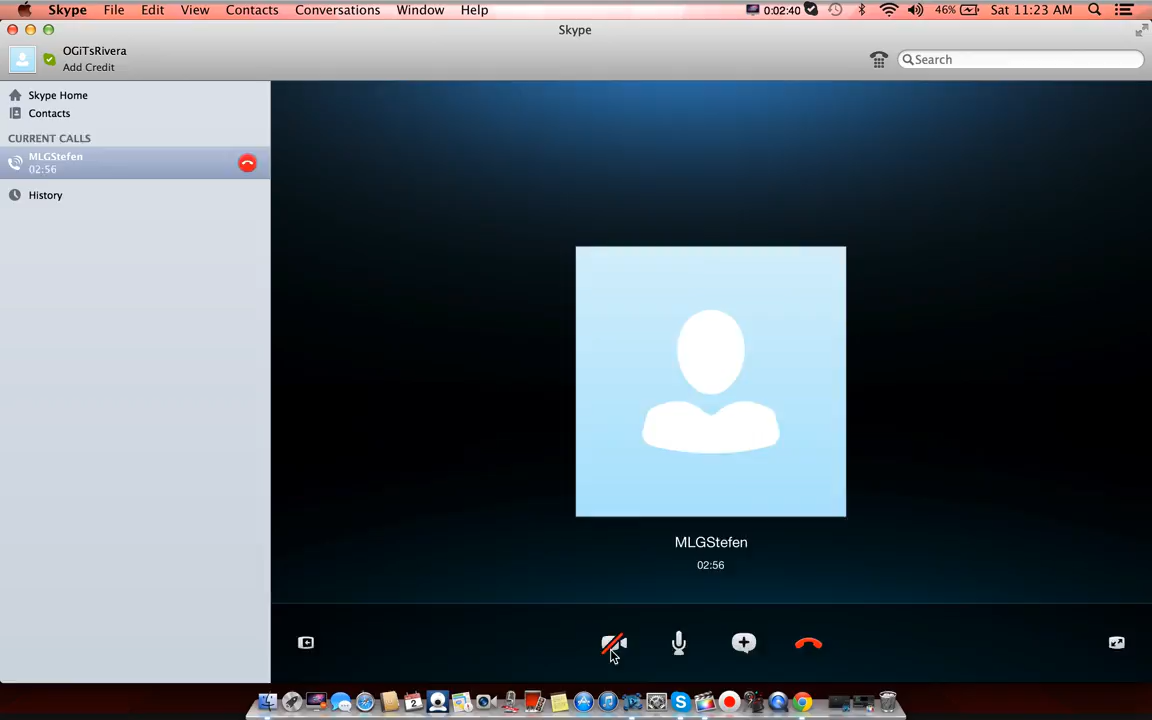 Skype File Edit View Contacts Conversations Window Help 0:02:40 46% Sat 11:23 AM
Skype
OGiTsRivera
Add Credit
Search
Skype Home
Contacts
CURRENT CALLS
MLGStefen
02:56
History
MLGStefen
02:56